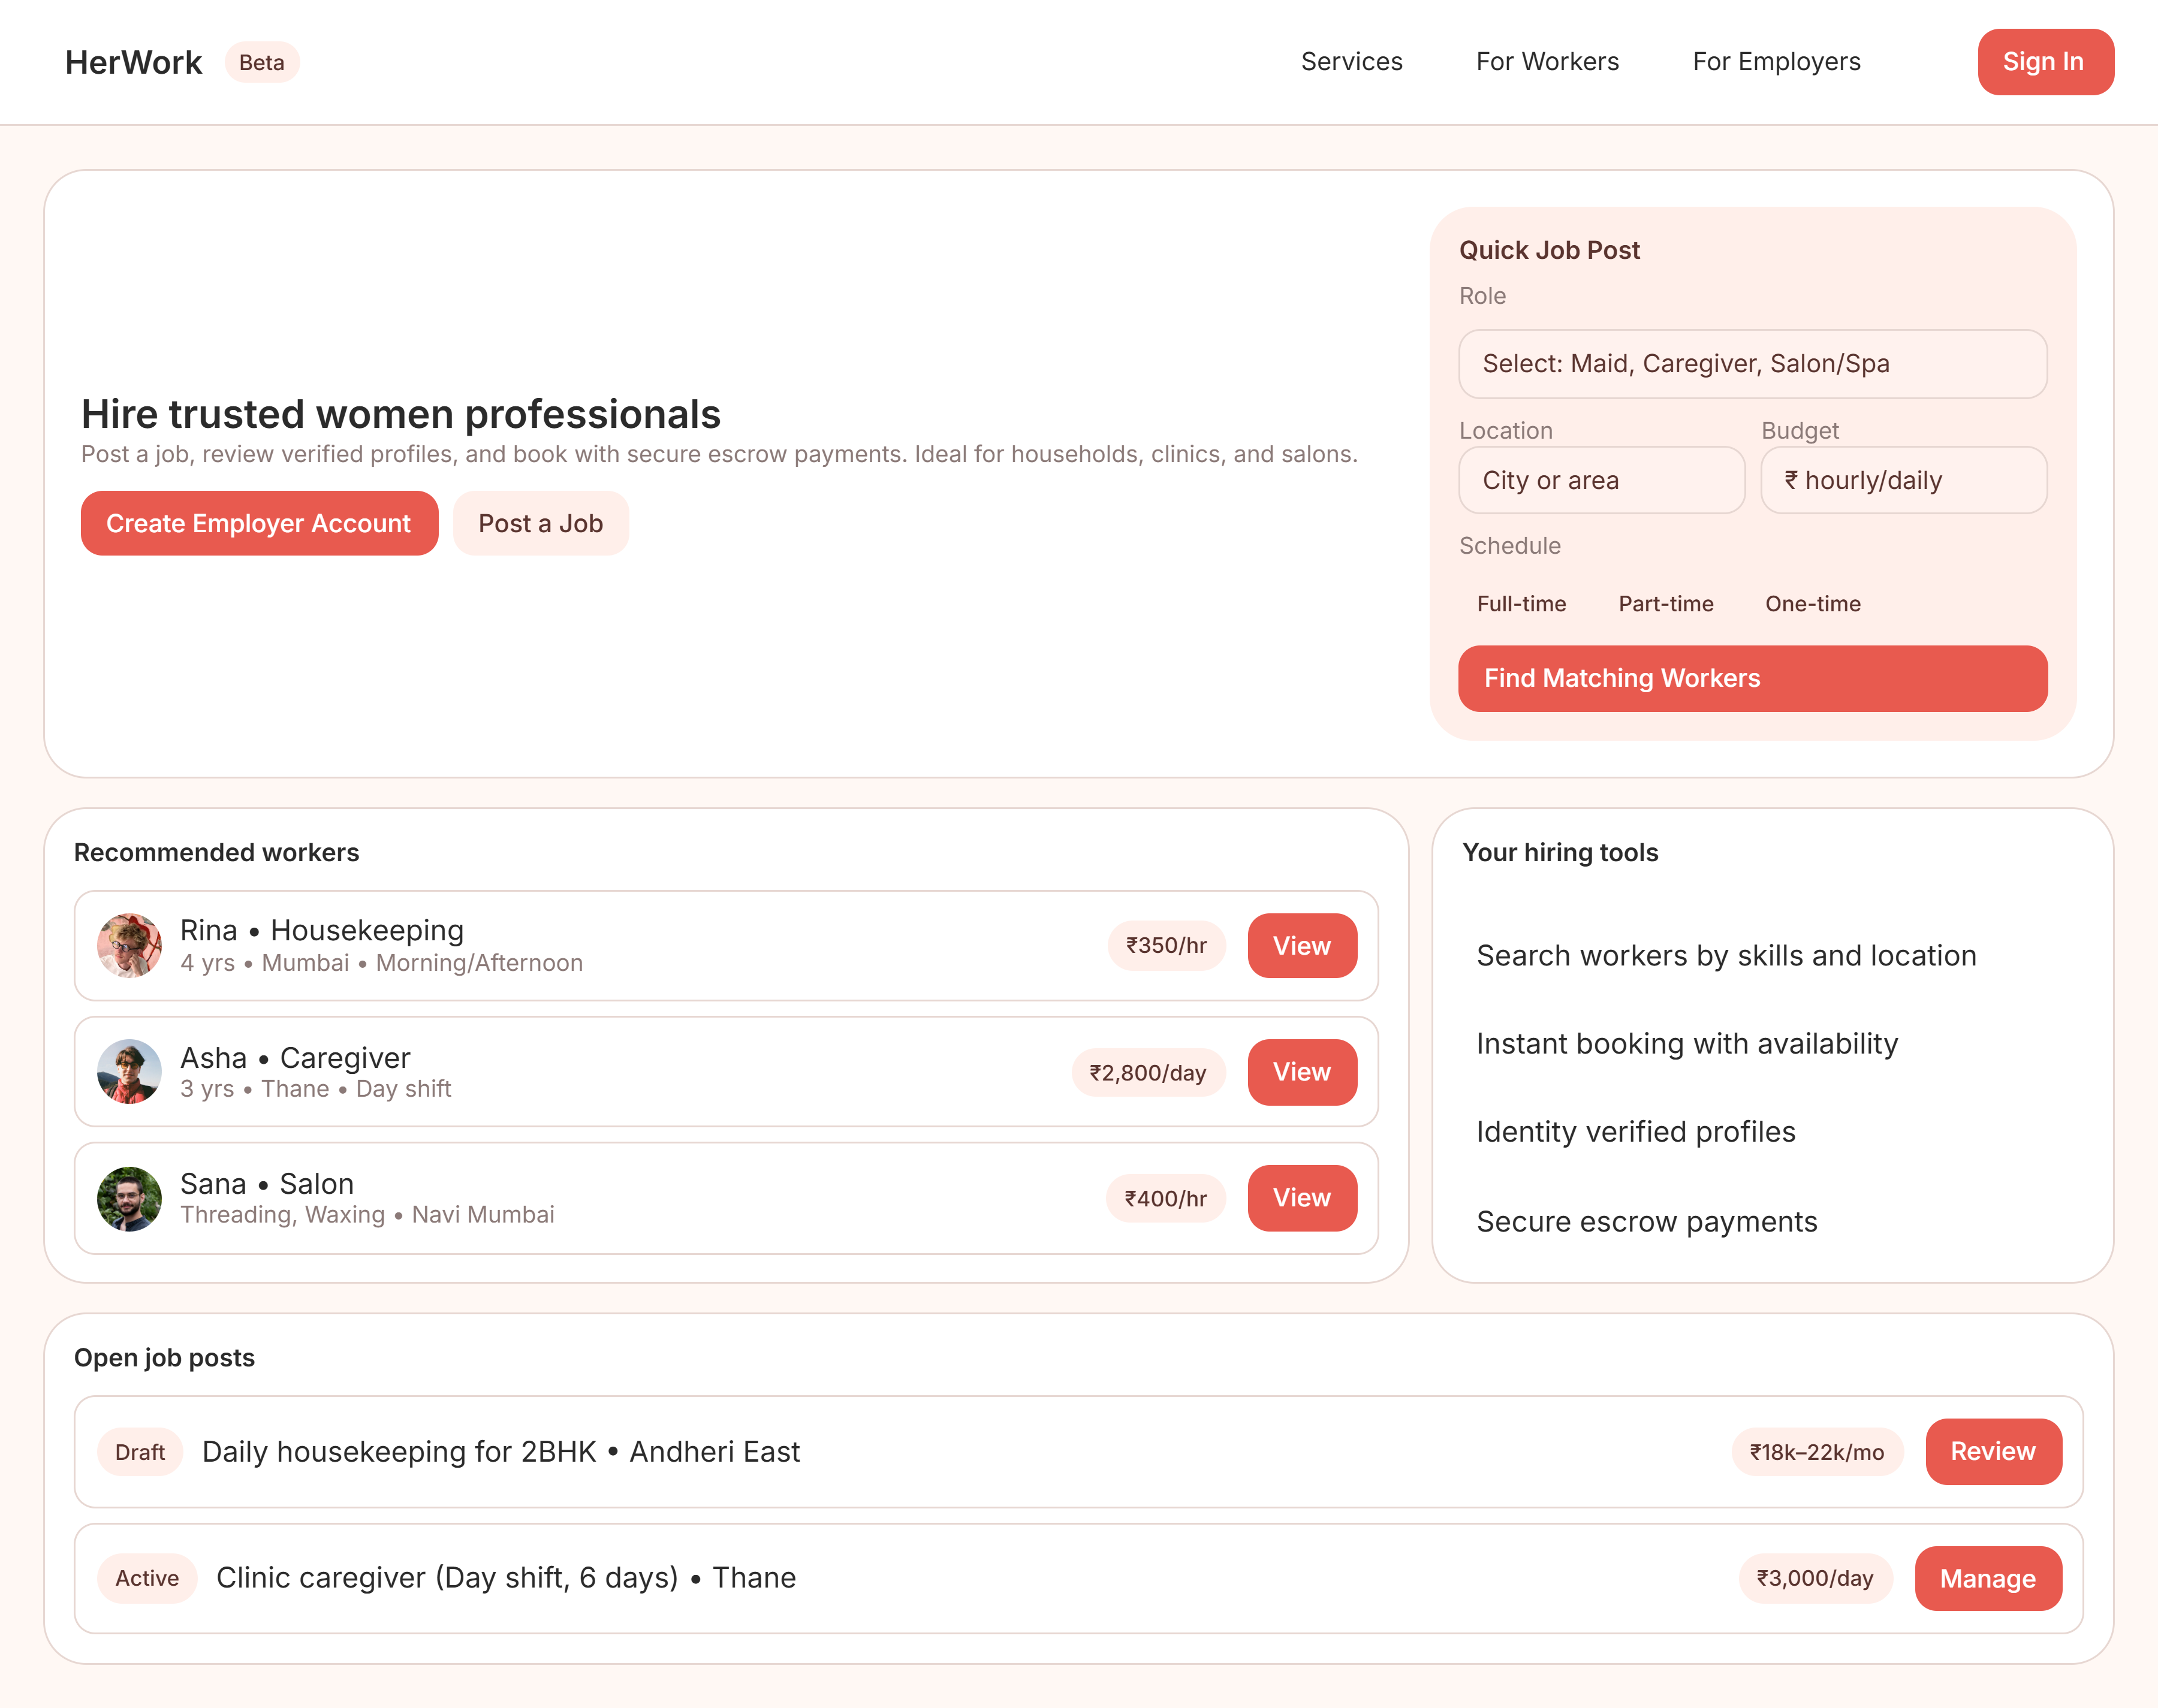 HerWork
Beta
Services
For Workers
For Employers
Sign In
Hire trusted women professionals
Post a job, review verified profiles, and book with secure escrow payments. Ideal for households, clinics, and salons.
Create Employer Account
Post a Job
Quick Job Post
Role
Select: Maid, Caregiver, Salon/Spa
Location
Budget
City or area
₹ hourly/daily
Schedule
Full-time
Part-time
One-time
Find Matching Workers
Recommended workers
Rina • Housekeeping
4 yrs • Mumbai • Morning/Afternoon
₹350/hr
View
Asha • Caregiver
3 yrs • Thane • Day shift
₹2,800/day
View
Sana • Salon
Threading, Waxing • Navi Mumbai
₹400/hr
View
Your hiring tools
Search workers by skills and location
Instant booking with availability
Identity verified profiles
Secure escrow payments
Open job posts
Draft
Daily housekeeping for 2BHK • Andheri East
₹18k–22k/mo
Review
Active
Clinic caregiver (Day shift, 6 days) • Thane
₹3,000/day
Manage